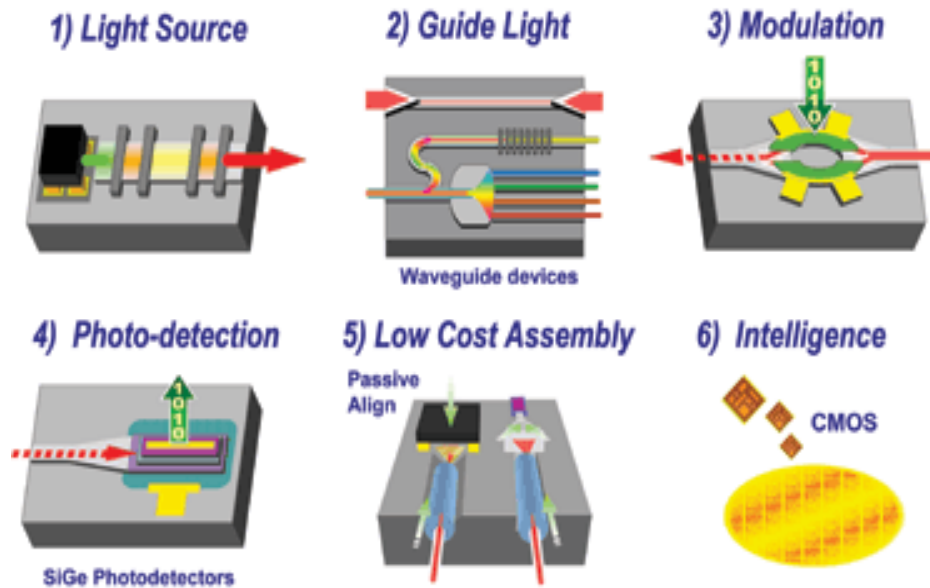 1) Light Source
2) Guide Light
3) Modulation
1010
Waveguide devices
4) Photo-detection
5) Low Cost Assembly
6) Intelligence
1010
Passive
Align
CMOS
SiGe Photodetectors